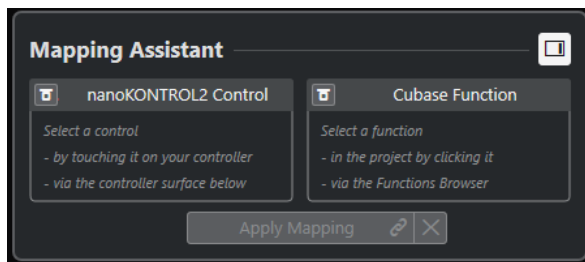 Mapping Assistant
nanoKONTROL2 Control
Select a control
- by touching it on your controller
- via the controller surface below
Cubase Function
Select a function
- in the project by clicking it
- via the Functions Browser
Apply Mapping